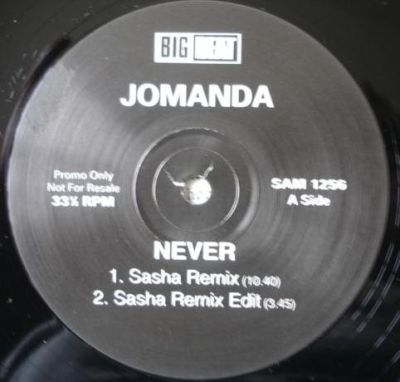 BIG
JOMANDA
Promo Only
Not For Resale
33⅓ RPM
SAM 1256
A Side
NEVER
1. Sasha Remix (10.40)
2. Sasha Remix Edit (3.45)